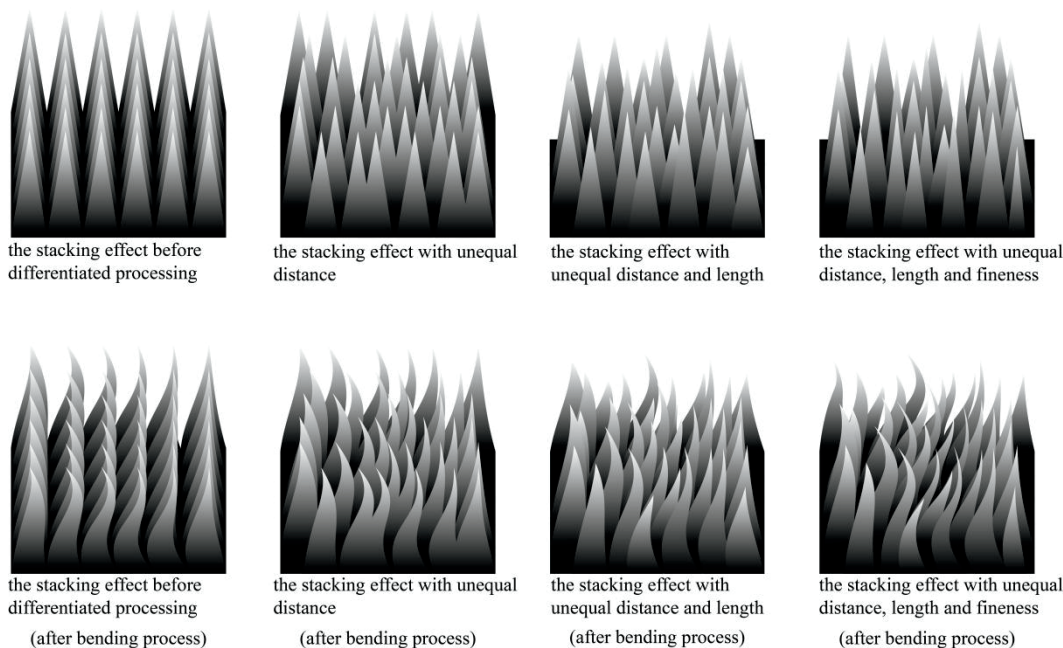 the stacking effect before
differentiated processing
the stacking effect with unequal
distance
the stacking effect with
unequal distance and length
the stacking effect with unequal
distance, length and fineness
the stacking effect before
differentiated processing
(after bending process)
the stacking effect with unequal
distance
(after bending process)
the stacking effect with
unequal distance and length
(after bending process)
the stacking effect with unequal
distance, length and fineness
(after bending process)